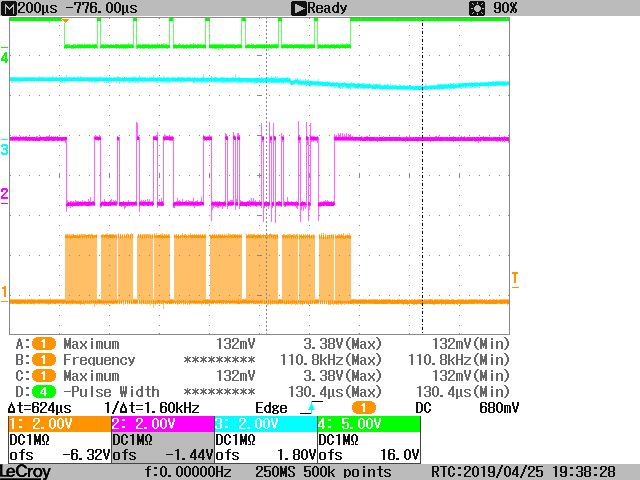 M 200µs -776.00µs Ready 90%
4
3
2
1
T
A: 1 Maximum 132mV 3.38V(Max) 132mV(Min)
B: 1 Frequency ********* 110.8kHz(Max) 110.8kHz(Min)
C: 1 Maximum 132mV 3.38V(Max) 132mV(Min)
D: 4 -Pulse Width ********* 130.4µs(Max) 130.4µs(Min)
Δt=624µs 1/Δt=1.60kHz Edge 1 DC 680mV
1: 2.00V 2: 2.00V 3: 2.00V 4: 5.00V
DC1MΩ DC1MΩ DC1MΩ DC1MΩ
ofs -6.32V ofs -1.44V ofs 1.80V ofs 16.0V
LeCroy f:0.00000Hz 250MS 500k points RTC:2019/04/25 19:38:28